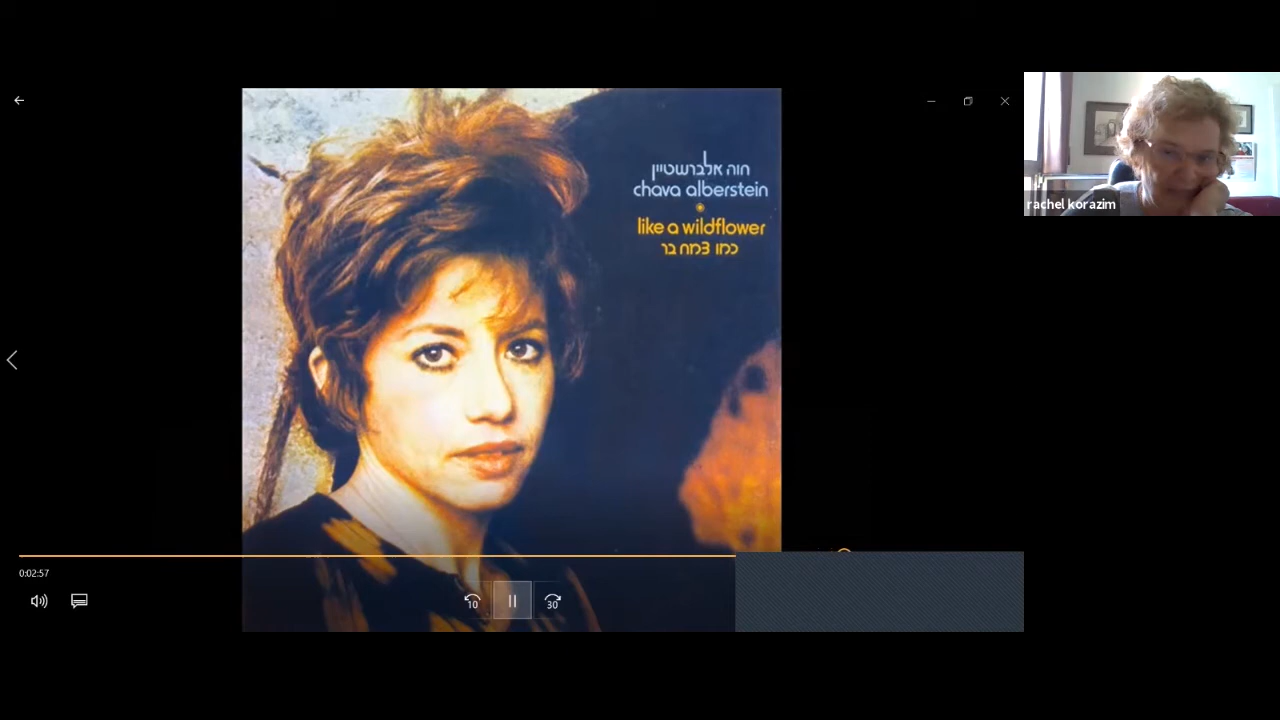 חוה אלברשטיין
chava alberstein
like a wildflower
כמו צמח בר
rachel korazim
0:02:57
10
30